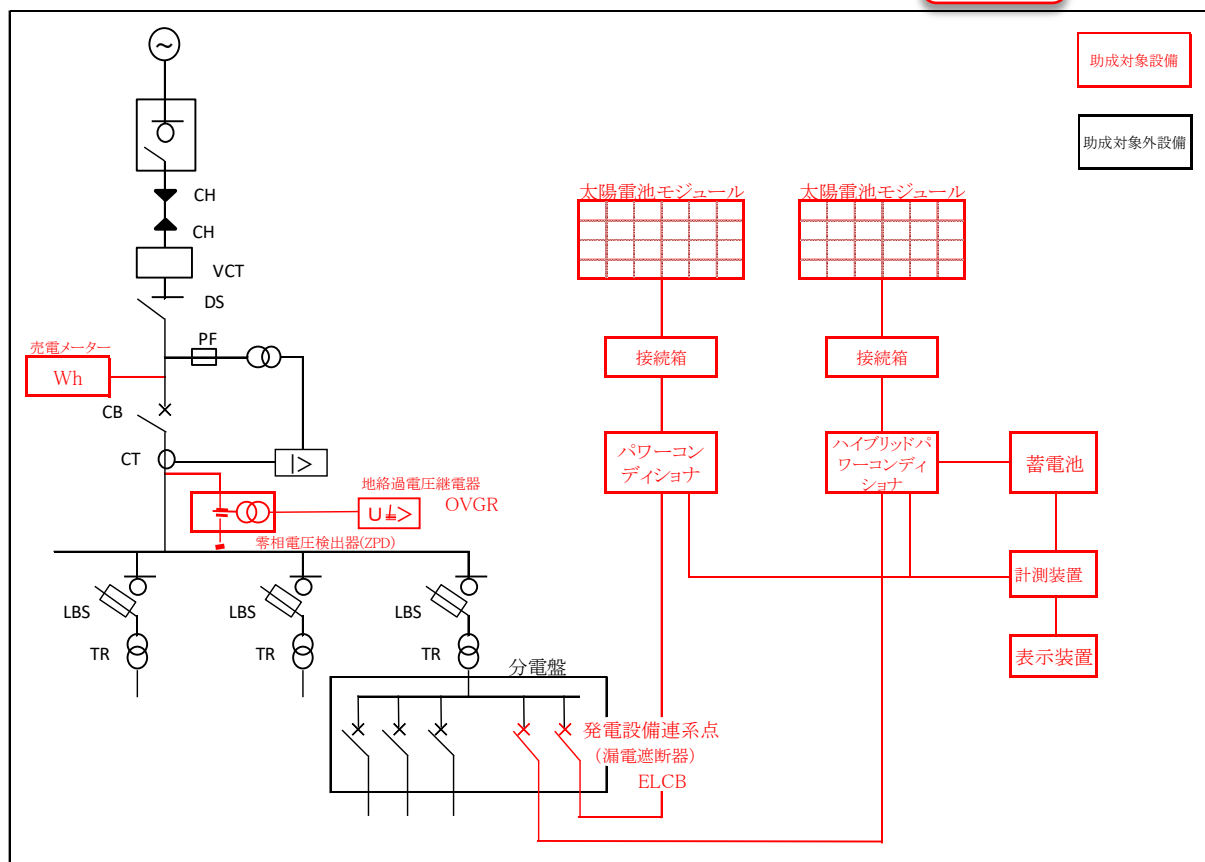 助成対象設備
助成対象外設備
CH
CH
VCT
DS
PF
売電メーター
Wh
CB
CT
I>
地絡過電圧継電器
OVGR
U>
零相電圧検出器(ZPD)
LBS
LBS
LBS
TR
TR
TR
分電盤
太陽電池モジュール
太陽電池モジュール
接続箱
接続箱
パワーコン
ディショナ
ハイブリッドパ
ワーコンディ
ショナ
蓄電池
計測装置
表示装置
発電設備連系点
(漏電遮断器)
ELCB